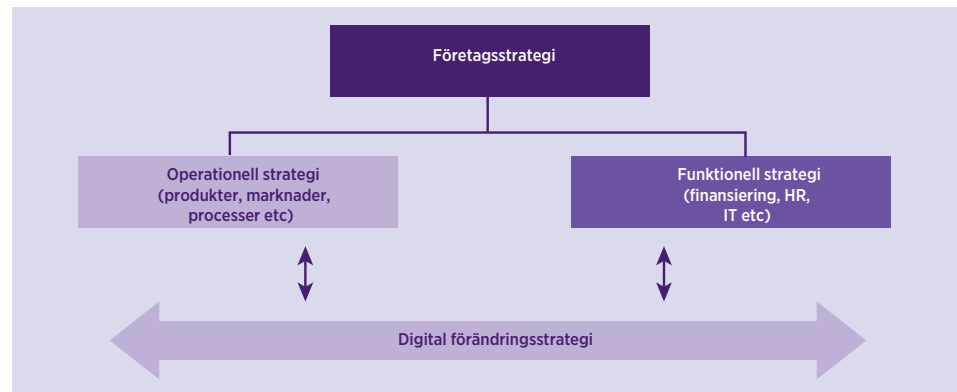 Företagsstrategi
Operationell strategi
(produkter, marknader,
processer etc)
Funktionell strategi
(finansiering, HR,
IT etc)
Digital förändringsstrategi